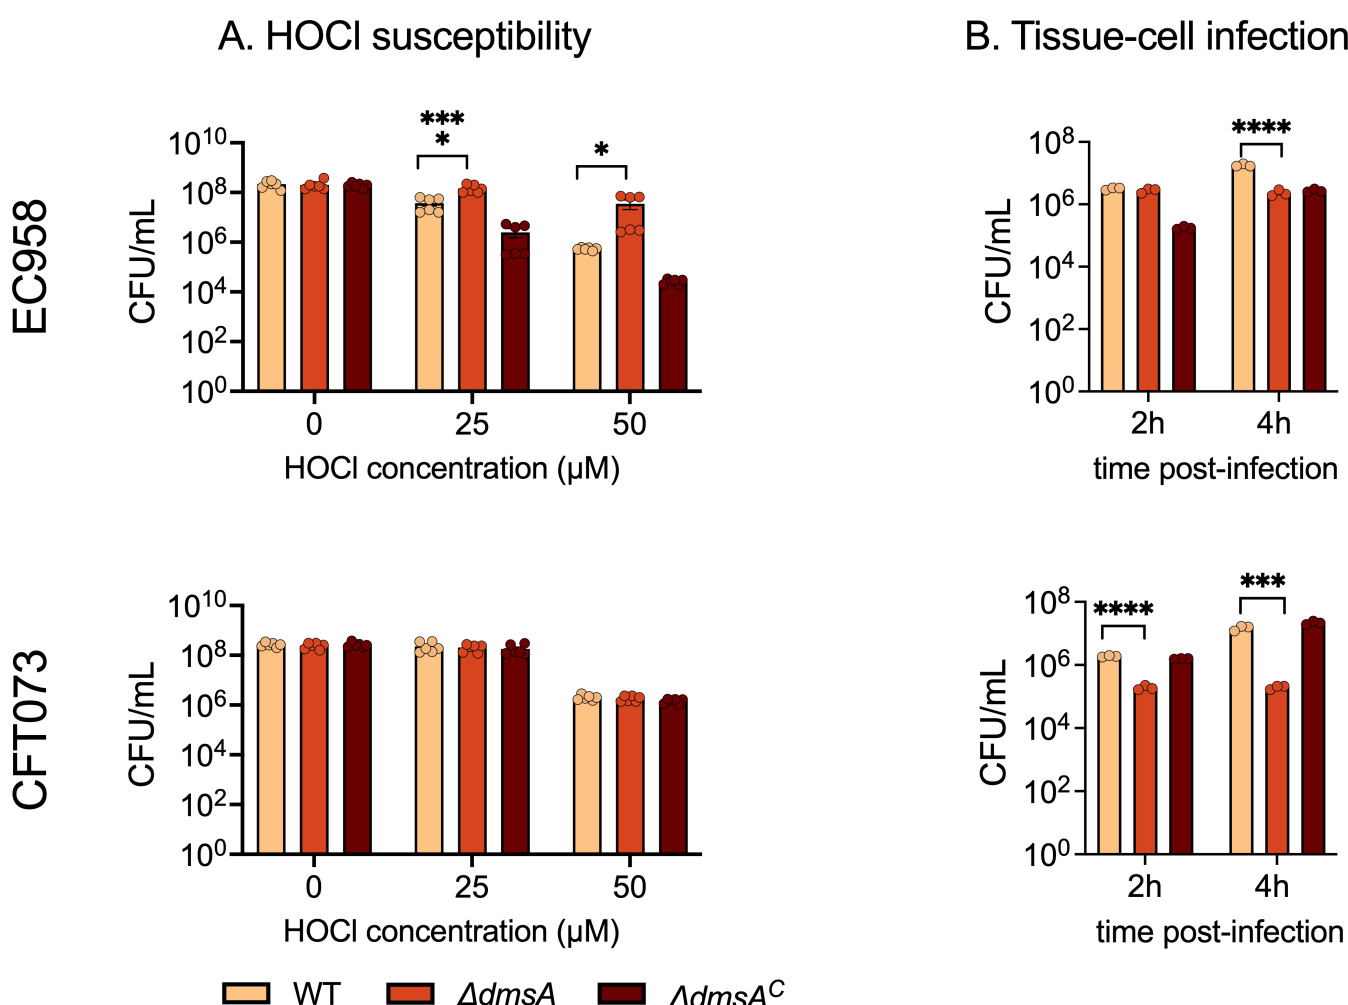 A. HOCl susceptibility
B. Tissue-cell infection
EC958
CFU/mL
10^10
10^8
10^6
10^4
10^2
10^0
***
*
*
0 25 50
HOCl concentration (µM)
CFU/mL
10^8
10^6
10^4
10^2
10^0
****
2h 4h
time post-infection
CFT073
CFU/mL
10^10
10^8
10^6
10^4
10^2
10^0
0 25 50
HOCl concentration (µM)
CFU/mL
10^8
10^6
10^4
10^2
10^0
****
***
2h 4h
time post-infection
WT ΔdmsA ΔdmsA^C